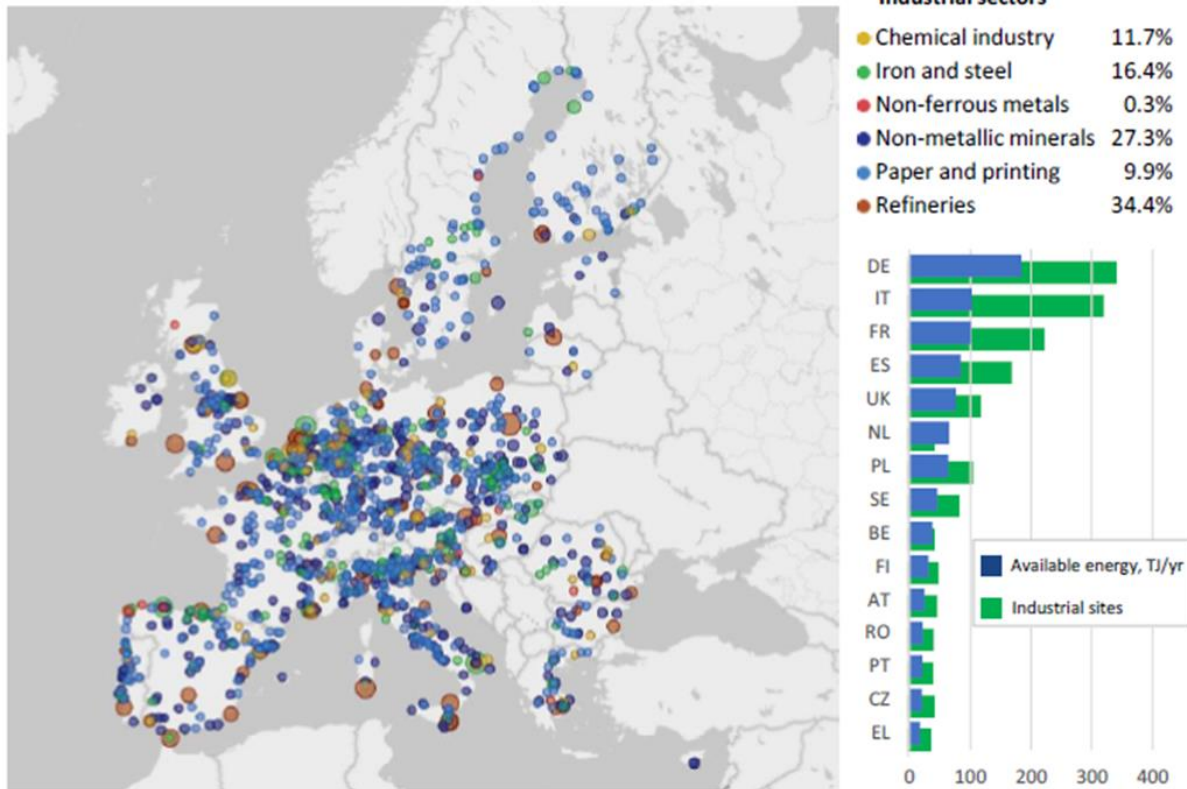 Industrial sectors
Chemical industry 11.7%
Iron and steel 16.4%
Non-ferrous metals 0.3%
Non-metallic minerals 27.3%
Paper and printing 9.9%
Refineries 34.4%
DE
IT
FR
ES
UK
NL
PL
SE
BE
FI
AT
RO
PT
CZ
EL
Available energy, TJ/yr
Industrial sites
0 100 200 300 400